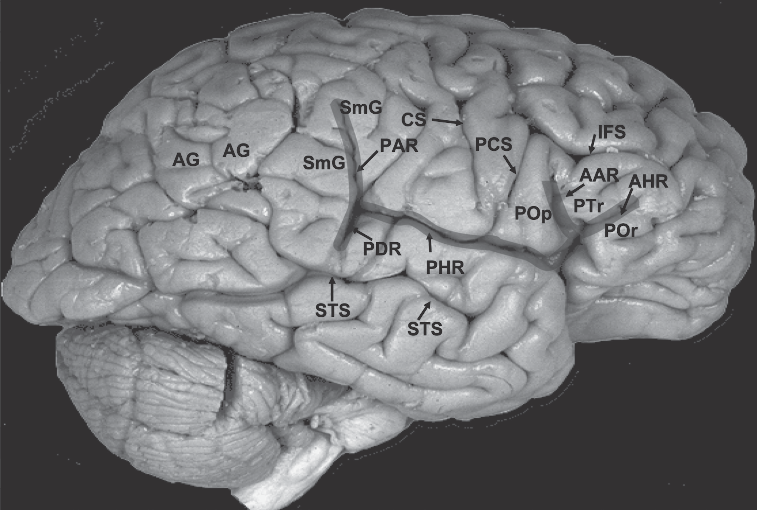 SmG
CS
IFS
PAR
PCS
AG
AG
SmG
AAR
AHR
PTr
POp
POr
PDR
PHR
STS
STS